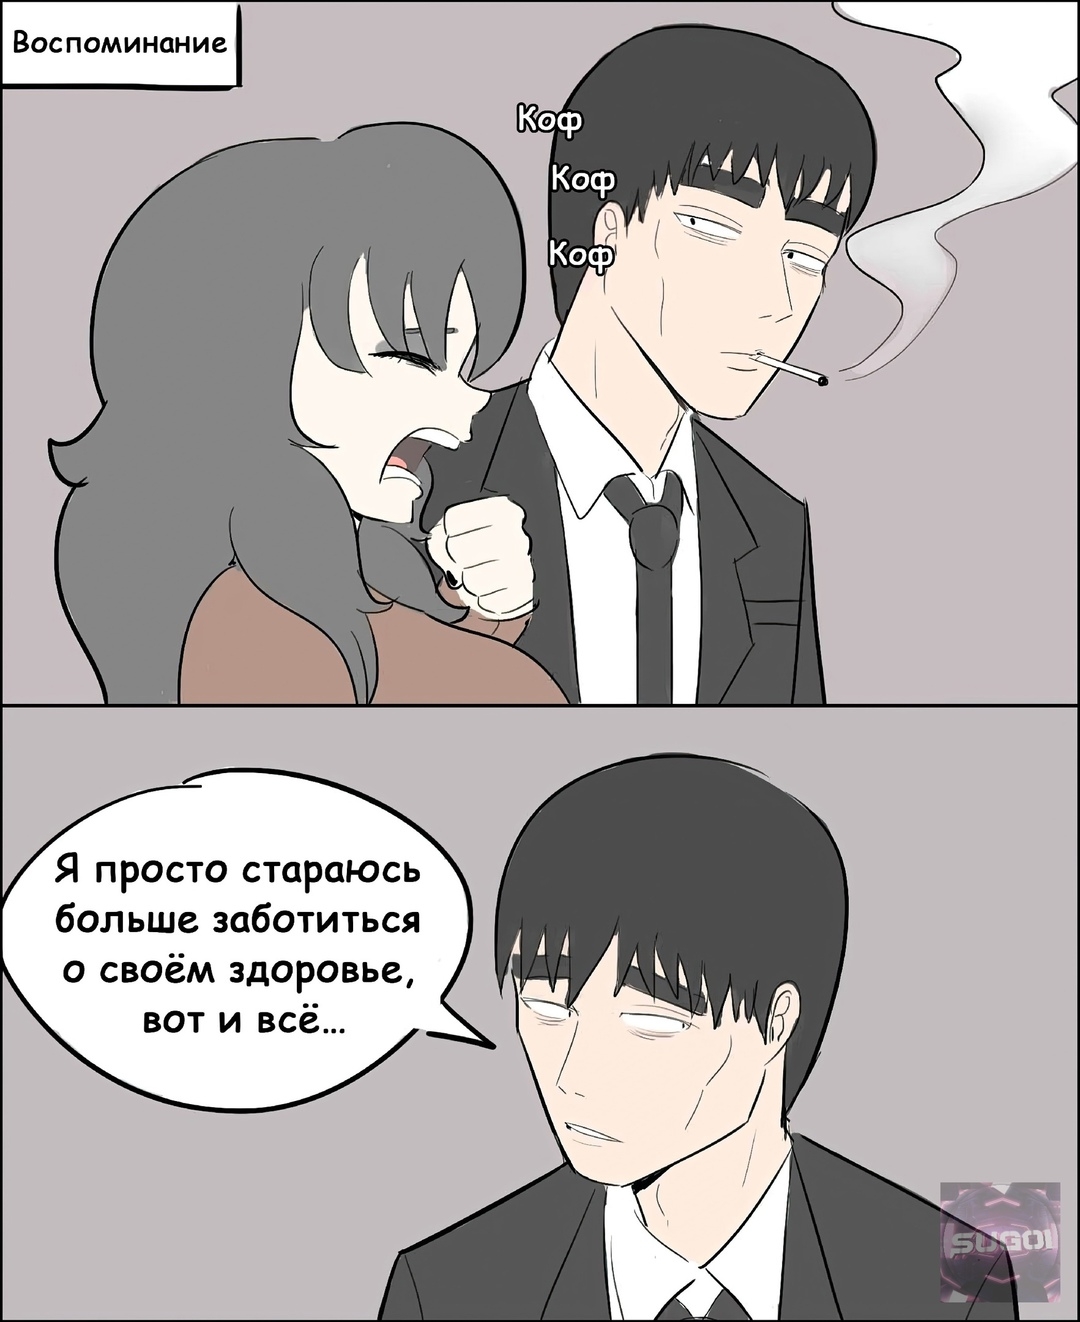 Воспоминание
Коф
Коф
Коф
Я просто стараюсь
больше заботиться
о своём здоровье,
вот и всё...
SUGOI